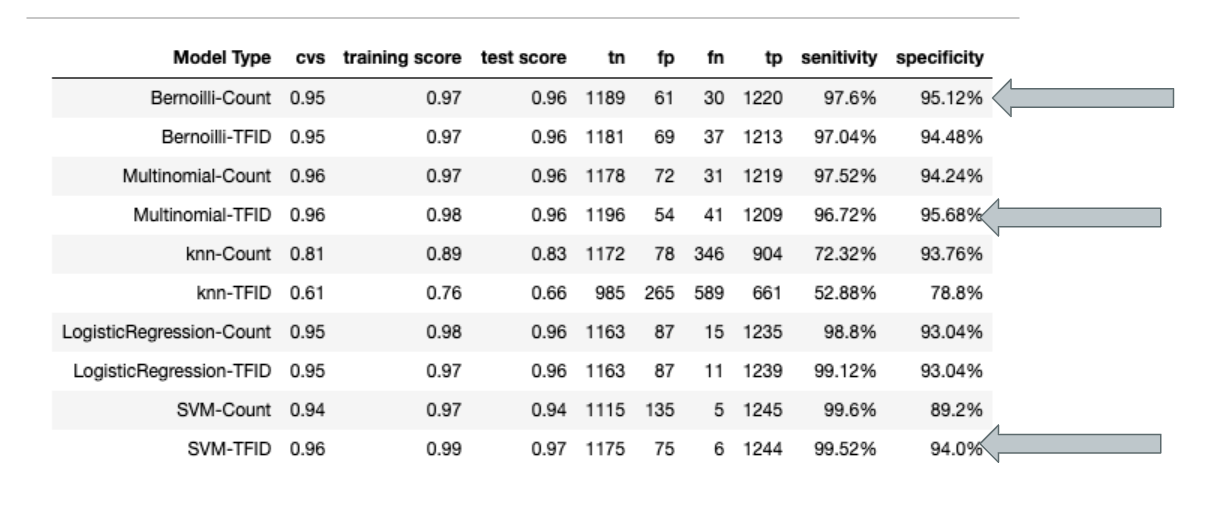 Model Type cvs training score test score tn fp fn tp senitivity specificity
Bernoilli-Count 0.95 0.97 0.96 1189 61 30 1220 97.6% 95.12%
Bernoilli-TFID 0.95 0.97 0.96 1181 69 37 1213 97.04% 94.48%
Multinomial-Count 0.96 0.97 0.96 1178 72 31 1219 97.52% 94.24%
Multinomial-TFID 0.96 0.98 0.96 1196 54 41 1209 96.72% 95.68%
knn-Count 0.81 0.89 0.83 1172 78 346 904 72.32% 93.76%
knn-TFID 0.61 0.76 0.66 985 265 589 661 52.88% 78.8%
LogisticRegression-Count 0.95 0.98 0.96 1163 87 15 1235 98.8% 93.04%
LogisticRegression-TFID 0.95 0.97 0.96 1163 87 11 1239 99.12% 93.04%
SVM-Count 0.94 0.97 0.94 1115 135 5 1245 99.6% 89.2%
SVM-TFID 0.96 0.99 0.97 1175 75 6 1244 99.52% 94.0%